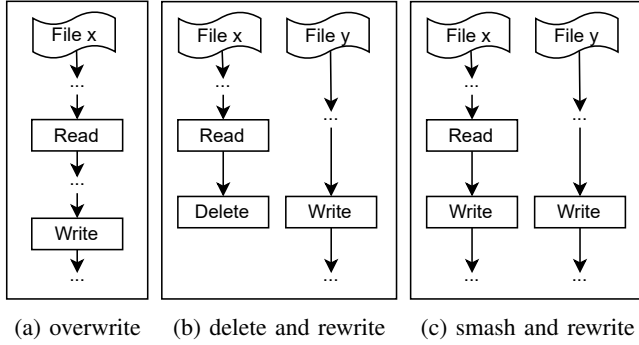 File x
...
Read
...
Write
...
File x
File y
...
...
Read
Delete
Write
...
File x
File y
...
...
Read
Write
Write
...
...
(a) overwrite
(b) delete and rewrite
(c) smash and rewrite